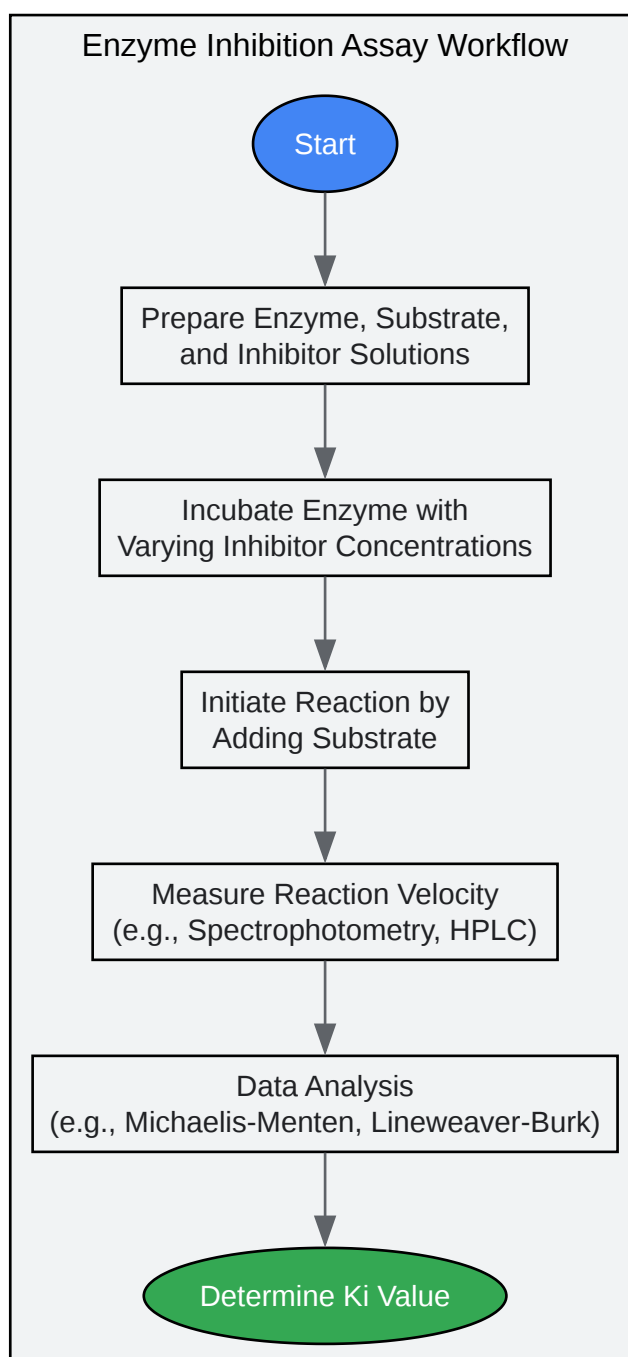 Enzyme Inhibition Assay Workflow
Start
Prepare Enzyme, Substrate,
and Inhibitor Solutions
Incubate Enzyme with
Varying Inhibitor Concentrations
Initiate Reaction by
Adding Substrate
Measure Reaction Velocity
(e.g., Spectrophotometry, HPLC)
Data Analysis
(e.g., Michaelis-Menten, Lineweaver-Burk)
Determine Ki Value